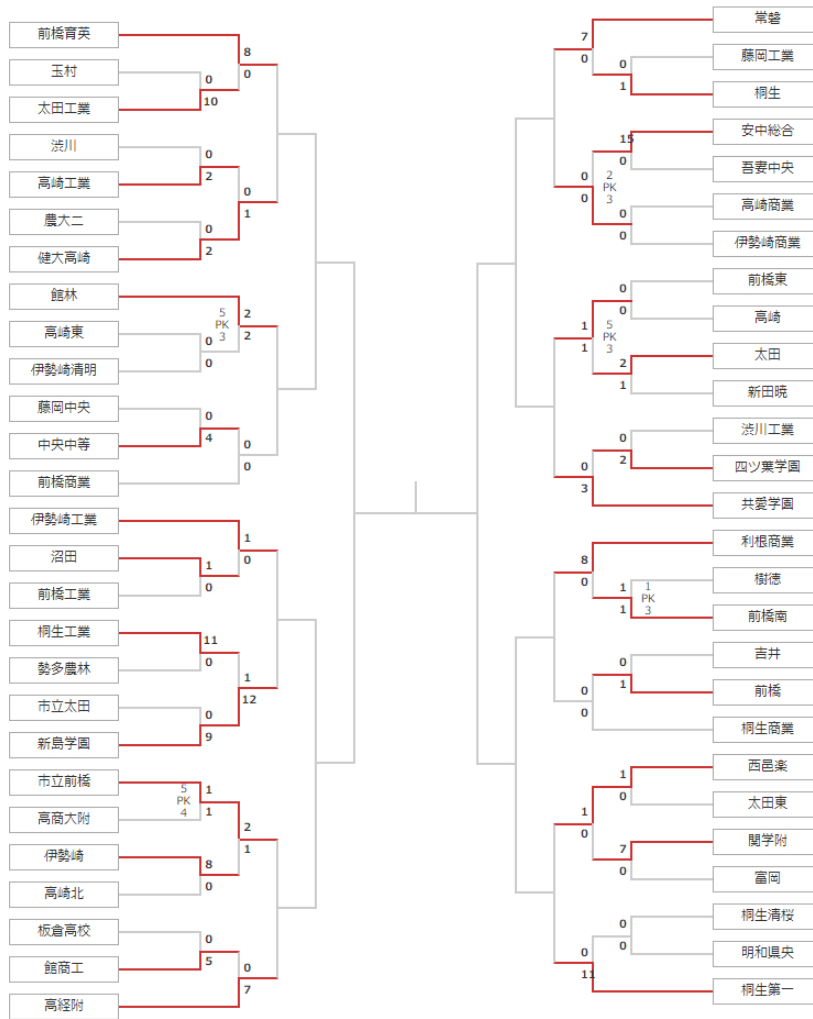 前橋育英
玉村
太田工業
渋川
高崎工業
農大二
健大高崎
館林
高崎東
伊勢崎清明
藤岡中央
中央中等
前橋商業
伊勢崎工業
沼田
前橋工業
桐生工業
勢多農林
市立太田
新島学園
市立前橋
高商大附
伊勢崎
高崎北
板倉高校
館商工
高経附
0
10
0
2
0
2
0
0
0
4
1
0
11
0
0
9
5
PK
4
1
1
8
0
0
5
8
0
0
1
5
PK
3
2
2
0
0
1
0
1
12
2
1
0
7
7
0
0
0
2
PK
3
1
1
5
PK
3
0
3
8
0
0
0
1
0
0
11
0
1
15
0
0
0
0
0
2
1
0
2
1
1
1
PK
3
0
1
1
0
7
0
0
0
常磐
藤岡工業
桐生
安中総合
吾妻中央
高崎商業
伊勢崎商業
前橋東
高崎
太田
新田暁
渋川工業
四ツ葉学園
共愛学園
利根商業
樹徳
前橋南
吉井
前橋
桐生商業
西邑楽
太田東
関学附
富岡
桐生清桜
明和県央
桐生第一